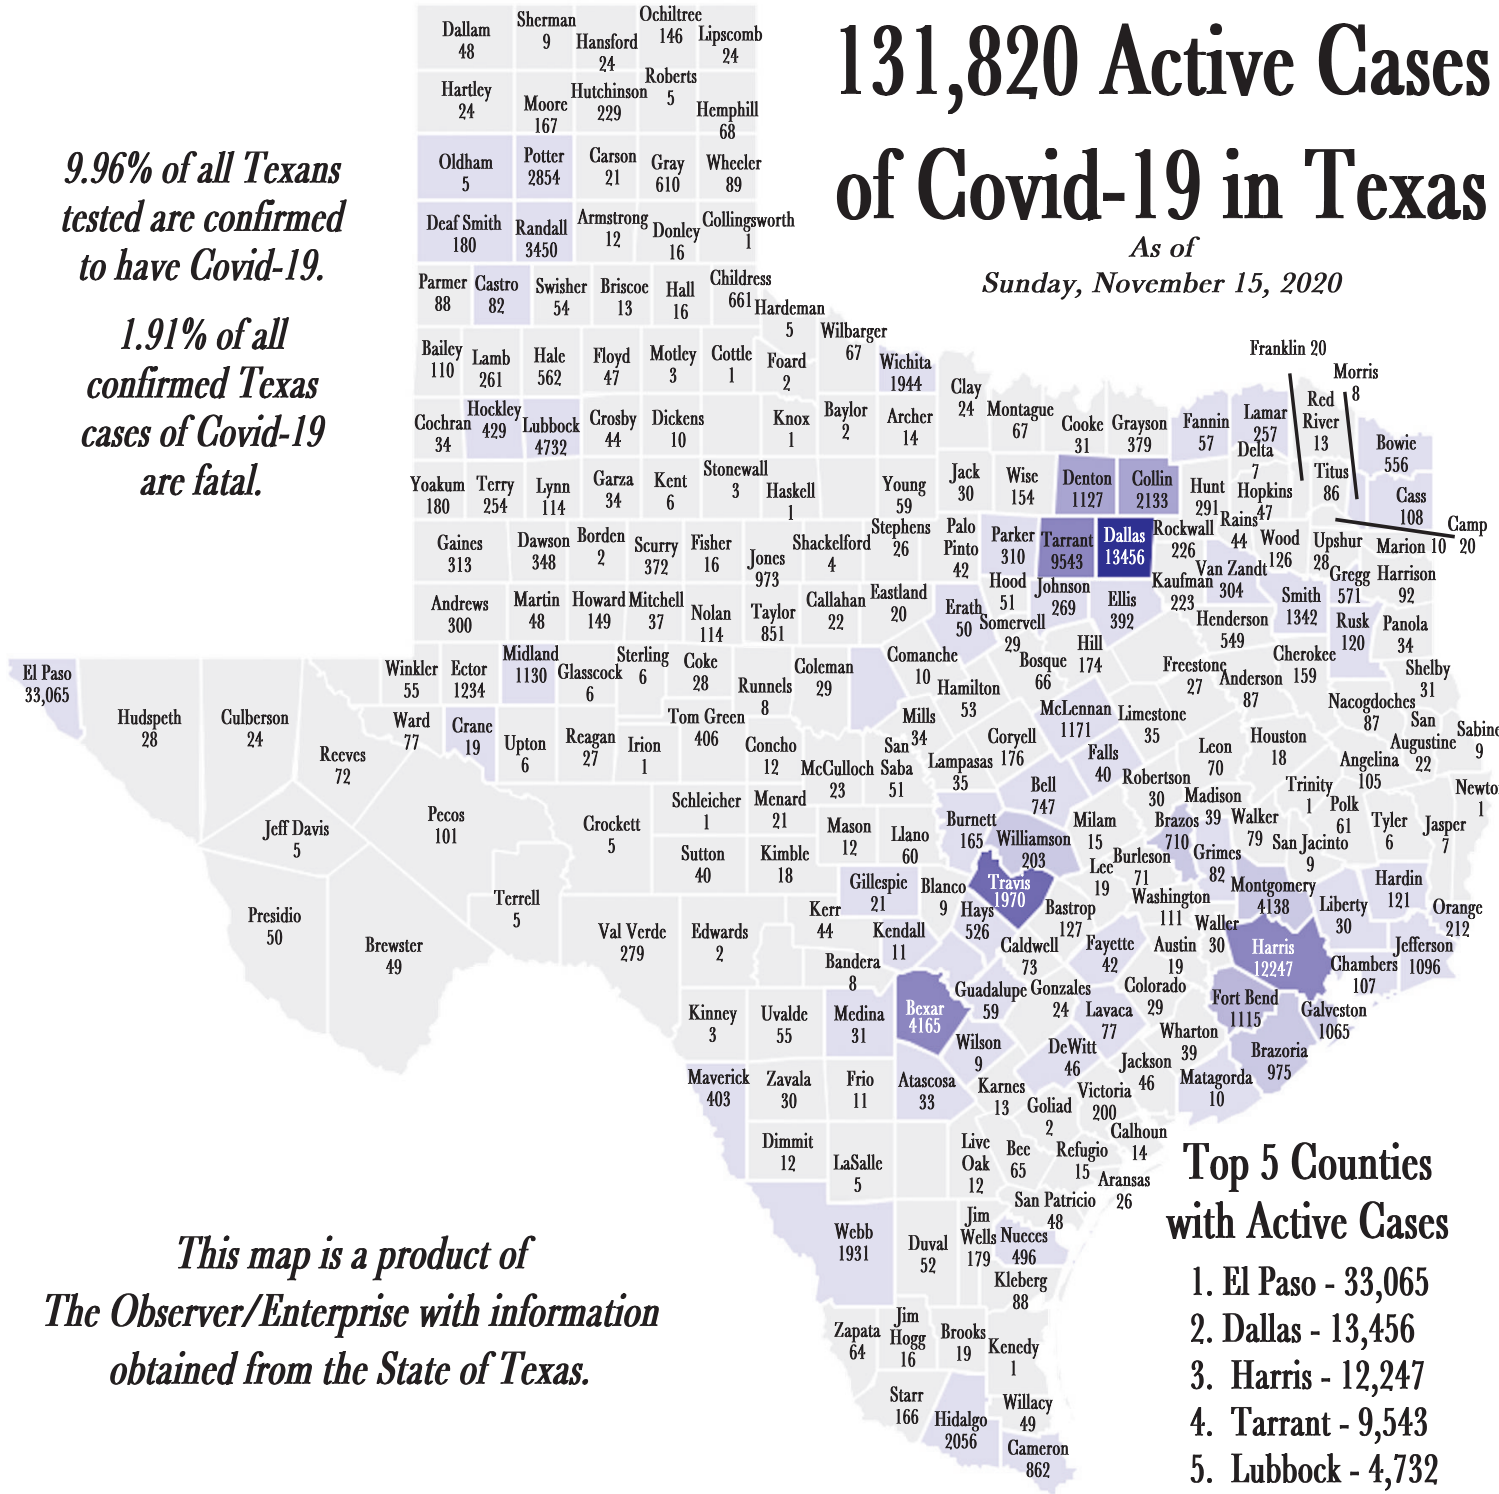 131,820 Active Cases
of Covid-19 in Texas
As of
Sunday, November 15, 2020
9.96% of all Texans
tested are confirmed
to have Covid-19.
1.91% of all
confirmed Texas
cases of Covid-19
are fatal.
Dallam
48
Sherman
9
Hansford
24
Ochiltree
146
Lipscomb
24
Hartley
24
Moore
167
Hutchinson
229
Roberts
5
Hemphill
68
Oldham
5
Potter
2854
Carson
21
Gray
610
Wheeler
89
Deaf Smith
180
Randall
3450
Armstrong
12
Donley
16
Collingsworth
1
Parmer
88
Castro
82
Swisher
54
Briscoe
13
Hall
16
Childress
661
Hardeman
5
Wilbarger
67
Bailey
110
Lamb
261
Hale
562
Floyd
47
Motley
3
Cottle
1
Foard
2
Wichita
1944
Clay
24
Montague
67
Cooke
31
Grayson
379
Fannin
57
Lamar
257
Delta
7
Franklin 20
Red
River
13
Morris
8
Bowie
556
Cochran
34
Hockley
429
Lubbock
4732
Crosby
44
Dickens
10
Knox
1
Baylor
2
Archer
14
Yoakum
180
Terry
254
Lynn
114
Garza
34
Kent
6
Stonewall
3
Haskell
1
Young
59
Jack
30
Wise
154
Denton
1127
Collin
2133
Hunt
291
Hopkins
47
Titus
86
Cass
108
Camp
20
Gaines
313
Dawson
348
Borden
2
Scurry
372
Fisher
16
Jones
973
Shackelford
4
Stephens
26
Palo
Pinto
42
Parker
310
Tarrant
9543
Dallas
13456
Rockwall
226
Rains
44
Wood
126
Upshur
28
Marion 10
Kaufman
223
Van Zandt
304
Gregg
571
Harrison
92
Andrews
300
Martin
48
Howard
149
Mitchell
37
Nolan
114
Taylor
851
Callahan
22
Eastland
20
Erath
50
Hood
51
Somervell
29
Johnson
269
Ellis
392
Henderson
549
Smith
1342
Rusk
120
Panola
34
El Paso
33,065
Hudspeth
28
Culberson
24
Reeves
72
Winkler
55
Ector
1234
Midland
1130
Glasscock
6
Sterling
6
Coke
28
Runnels
8
Coleman
29
Comanche
10
Hamilton
53
Bosque
66
Hill
174
Freestone
27
Anderson
87
Cherokee
159
Shelby
31
Nacogdoches
87
San
Augustine
22
Sabine
9
Ward
77
Crane
19
Upton
6
Reagan
27
Irion
1
Tom Green
406
Concho
12
McCulloch
23
San
Saba
51
Mills
34
Lampasas
35
Coryell
176
McLennan
1171
Limestone
35
Falls
40
Leon
70
Houston
18
Angelina
105
Trinity
1
Polk
61
Tyler
6
Jasper
7
Newto
1
Jeff Davis
5
Pecos
101
Crockett
5
Schleicher
1
Menard
21
Mason
12
Llano
60
Burnett
165
Bell
747
Williamson
203
Milam
15
Robertson
30
Brazos
710
Madison
39
Grimes
82
Walker
79
San Jacinto
9
Sutton
40
Kimble
18
Gillespie
21
Blanco
9
Travis
1970
Lee
19
Burleson
71
Washington
111
Montgomery
4138
Liberty
30
Hardin
121
Orange
212
Presidio
50
Brewster
49
Terrell
5
Val Verde
279
Edwards
2
Kerr
44
Kendall
11
Bandera
8
Hays
526
Bastrop
127
Caldwell
73
Fayette
42
Austin
19
Waller
30
Harris
12247
Chambers
107
Jefferson
1096
Kinney
3
Uvalde
55
Medina
31
Bexar
4165
Guadalupe
59
Gonzales
24
Lavaca
77
Colorado
29
Fort Bend
1115
Galveston
1065
Wilson
9
DeWitt
46
Wharton
39
Brazoria
975
Jackson
46
Matagorda
10
Maverick
403
Zavala
30
Frio
11
Atascosa
33
Karnes
13
Goliad
2
Victoria
200
Calhoun
14
Dimmit
12
LaSalle
5
Live
Oak
12
Bee
65
Refugio
15
Aransas
26
San Patricio
48
Webb
1931
Duval
52
Jim
Wells
179
Nueces
496
Kleberg
88
Zapata
64
Jim
Hogg
16
Brooks
19
Kenedy
1
Starr
166
Hidalgo
2056
Willacy
49
Cameron
862
This map is a product of
The Observer/Enterprise with information
obtained from the State of Texas.
Top 5 Counties
with Active Cases
1. El Paso - 33,065
2. Dallas - 13,456
3. Harris - 12,247
4. Tarrant - 9,543
5. Lubbock - 4,732